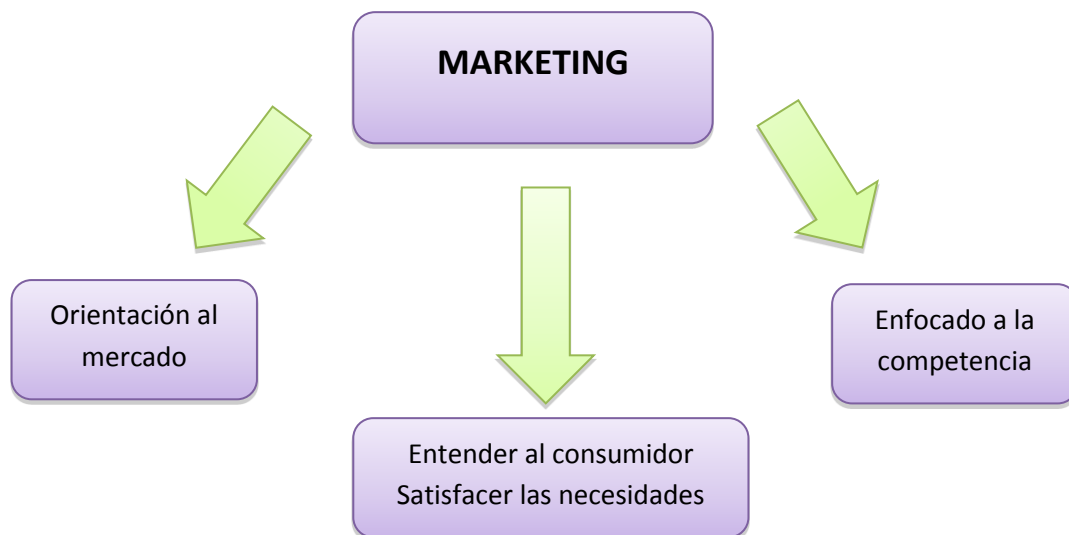 MARKETING
Orientación al
mercado
Enfocado a la
competencia
Entender al consumidor
Satisfacer las necesidades